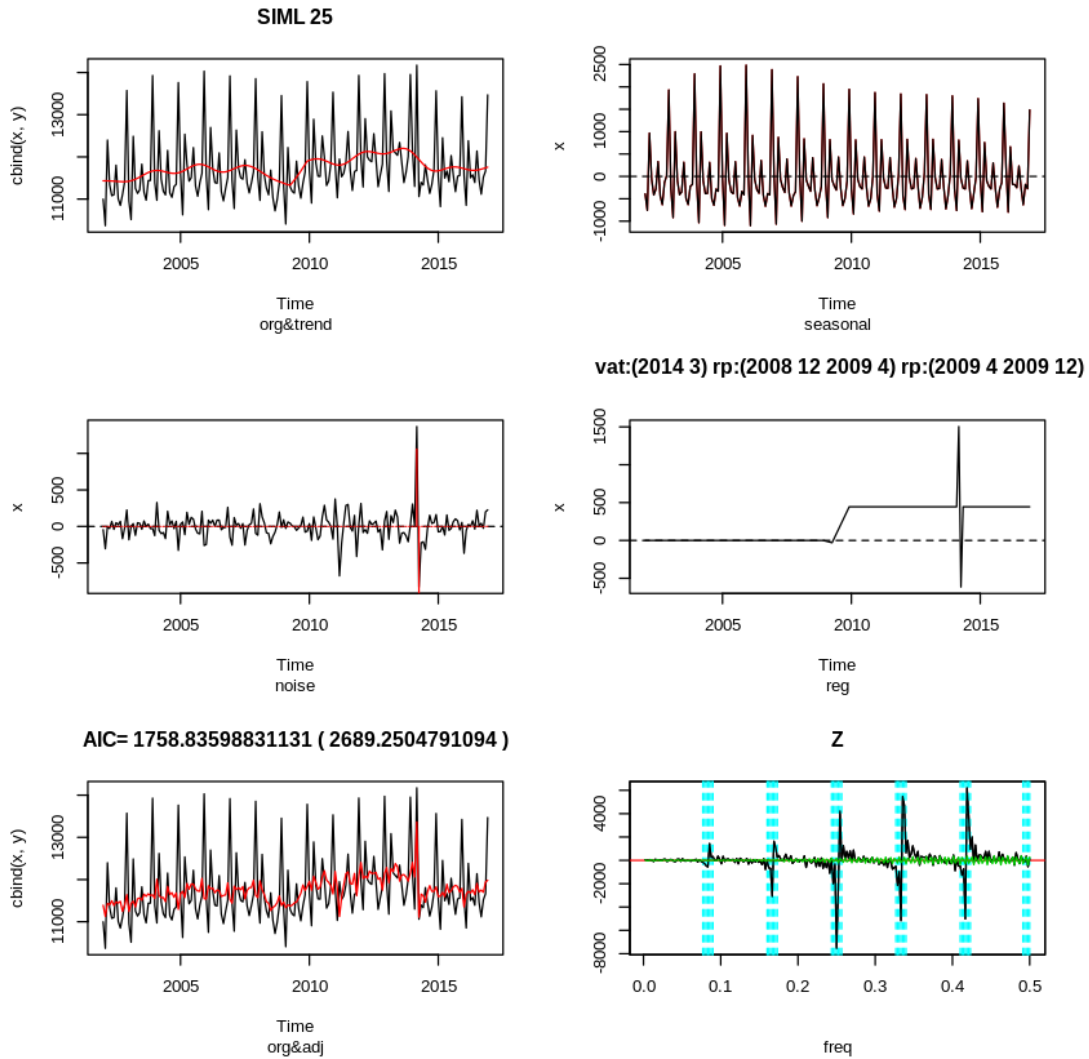 SIML 25
cbind(x, y)
13000
11000
2005
2010
2015
Time
org&trend
x
2500
1000
0
-1000
2005
2010
2015
Time
seasonal
x
500
0
-500
2005
2010
2015
Time
noise
vat:(2014 3) rp:(2008 12 2009 4) rp:(2009 4 2009 12)
x
1500
500
0
-500
2005
2010
2015
Time
reg
AIC= 1758.83598831131 ( 2689.2504791094 )
cbind(x, y)
13000
11000
2005
2010
2015
Time
org&adj
Z
4000
-2000
-8000
0.0
0.1
0.2
0.3
0.4
0.5
freq